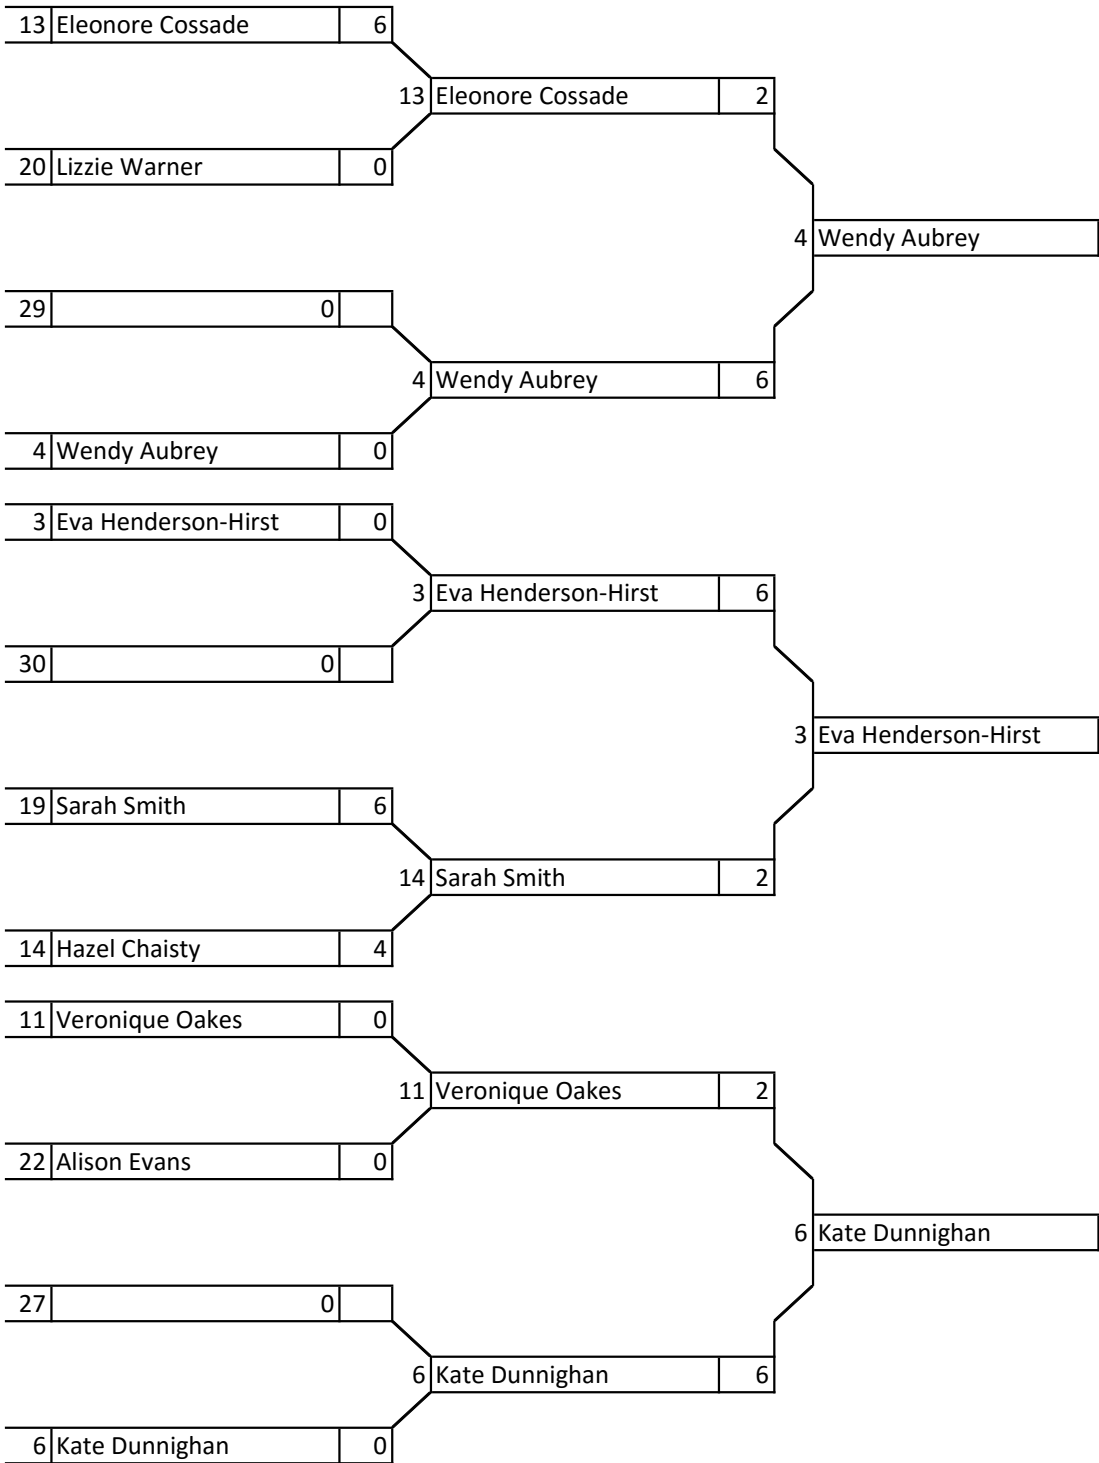 13 Eleonore Cossade 6
13 Eleonore Cossade 2
20 Lizzie Warner 0
4 Wendy Aubrey
29 0
4 Wendy Aubrey 6
4 Wendy Aubrey 0
3 Eva Henderson-Hirst 0
3 Eva Henderson-Hirst 6
30 0
3 Eva Henderson-Hirst
19 Sarah Smith 6
14 Sarah Smith 2
14 Hazel Chaisty 4
11 Veronique Oakes 0
11 Veronique Oakes 2
22 Alison Evans 0
6 Kate Dunnighan
27 0
6 Kate Dunnighan 6
6 Kate Dunnighan 0